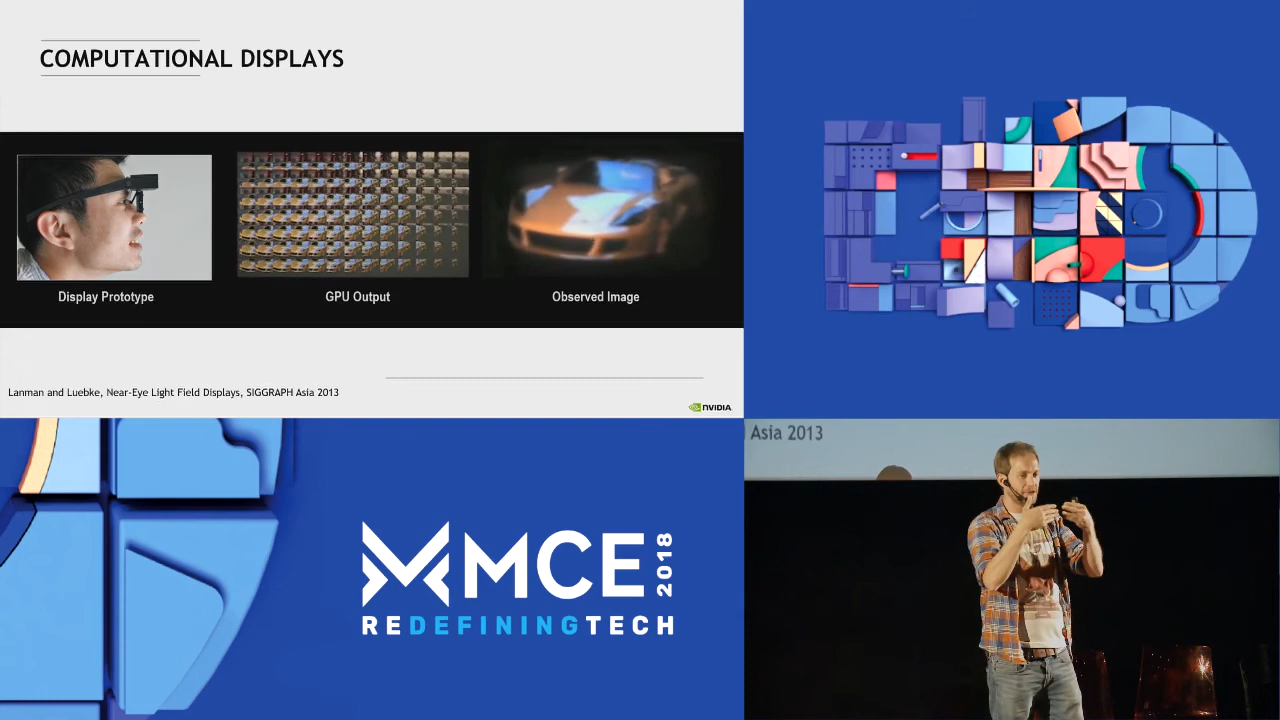 COMPUTATIONAL DISPLAYS
Display Prototype
GPU Output
Observed Image
Lanman and Luebke, Near-Eye Light Field Displays, SIGGRAPH Asia 2013
NVIDIA
MCE 2018
REDEFININGTECH
Asia 2013